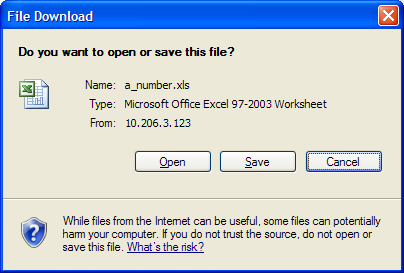 File Download
Do you want to open or save this file?
Name: a_number.xls
Type: Microsoft Office Excel 97-2003 Worksheet
From: 10.206.3.123
Open Save Cancel
While files from the Internet can be useful, some files can potentially
harm your computer. If you do not trust the source, do not open or
save this file. What's the risk?